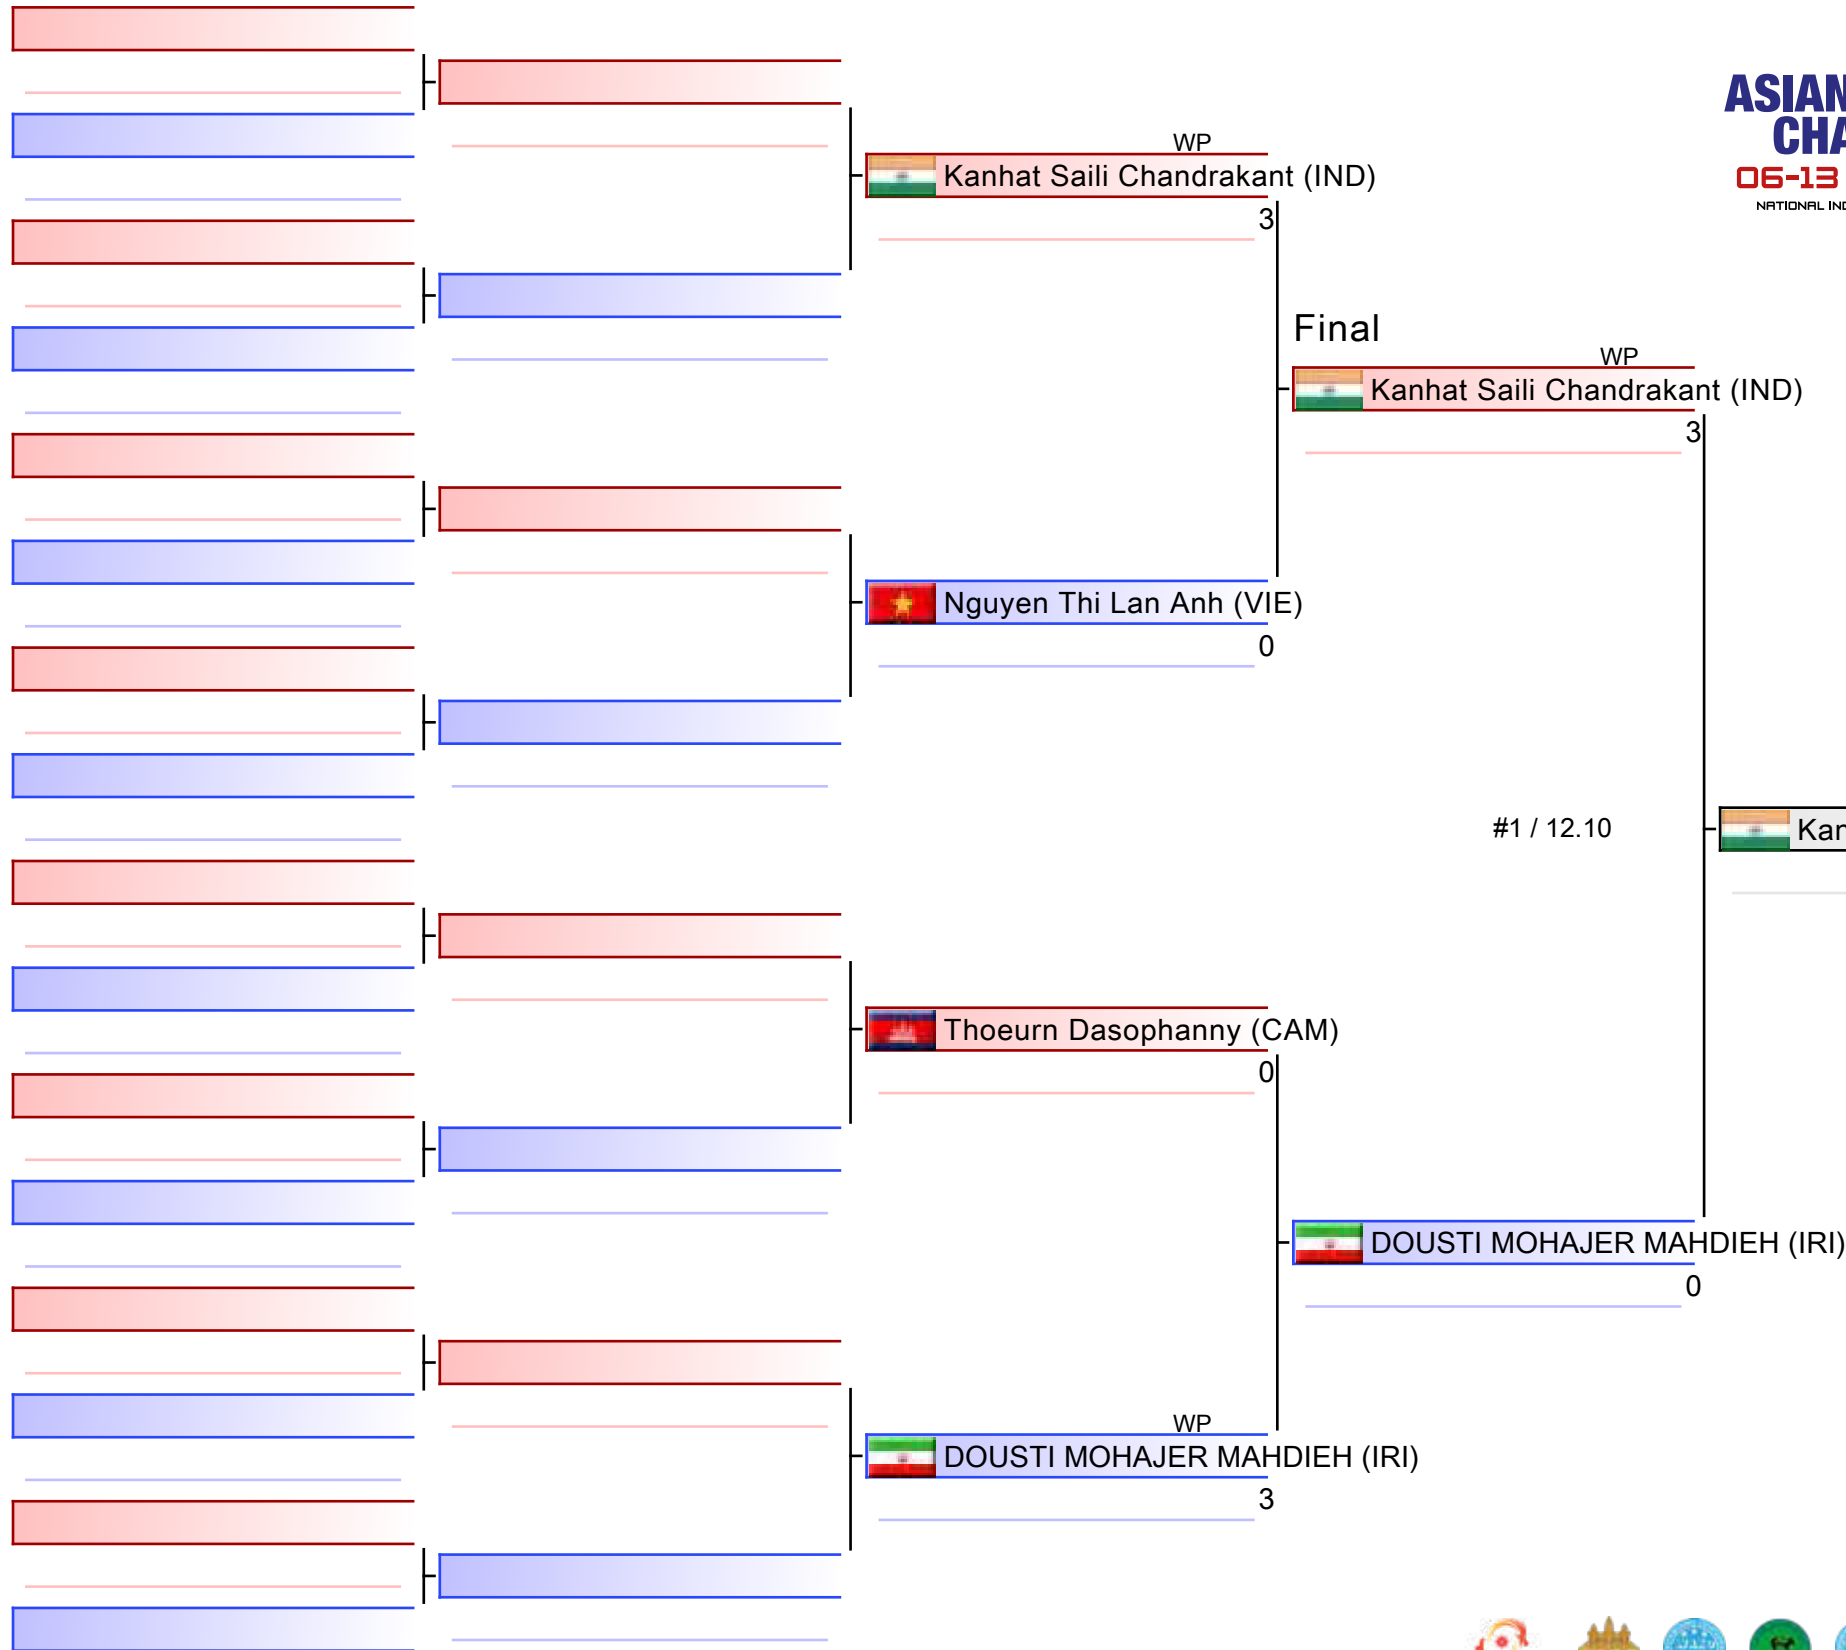 ASIAN
CHA
06-13
NATIONAL IND
WP
Kanhat Saili Chandrakant (IND)
3
Final
WP
Kanhat Saili Chandrakant (IND)
3
Nguyen Thi Lan Anh (VIE)
0
#1 / 12.10
Kan
Thoeurn Dasophanny (CAM)
0
DOUSTI MOHAJER MAHDIEH (IRI)
0
WP
DOUSTI MOHAJER MAHDIEH (IRI)
3